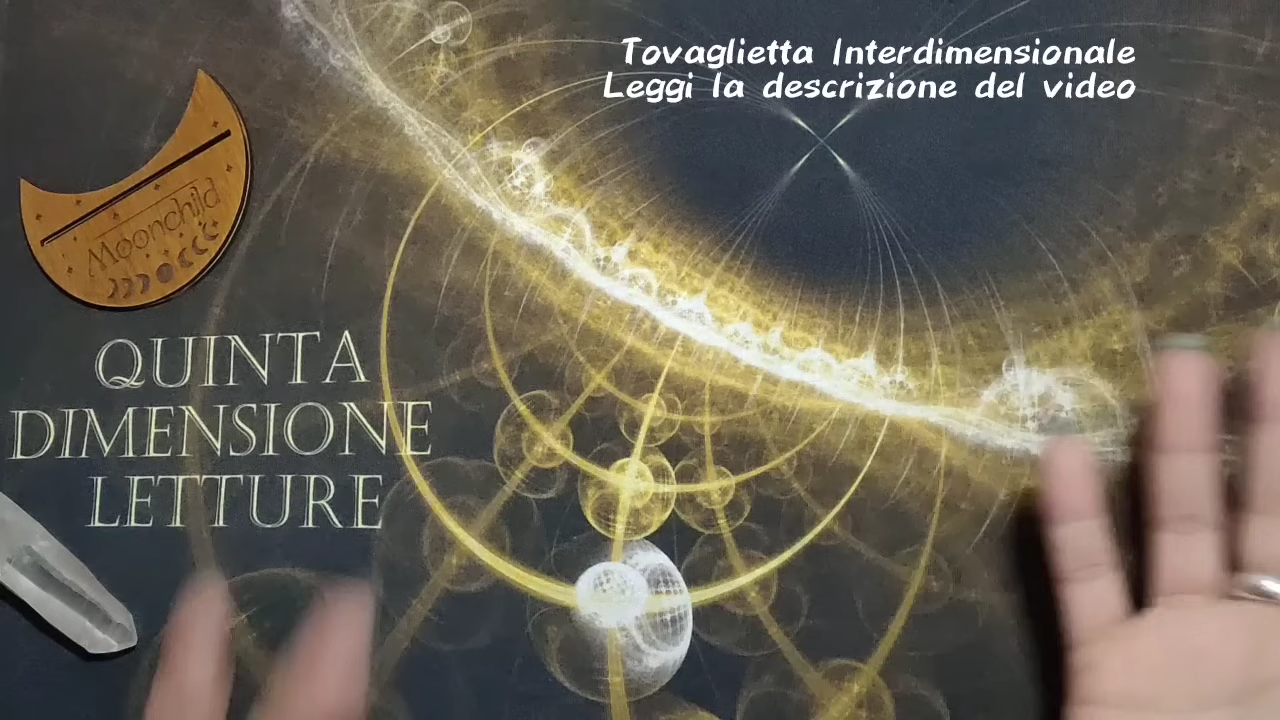 Tovaglietta Interdimensionale
Leggi la descrizione del video
Moonchild
QUINTA
DIMENSIONE
LETTURE